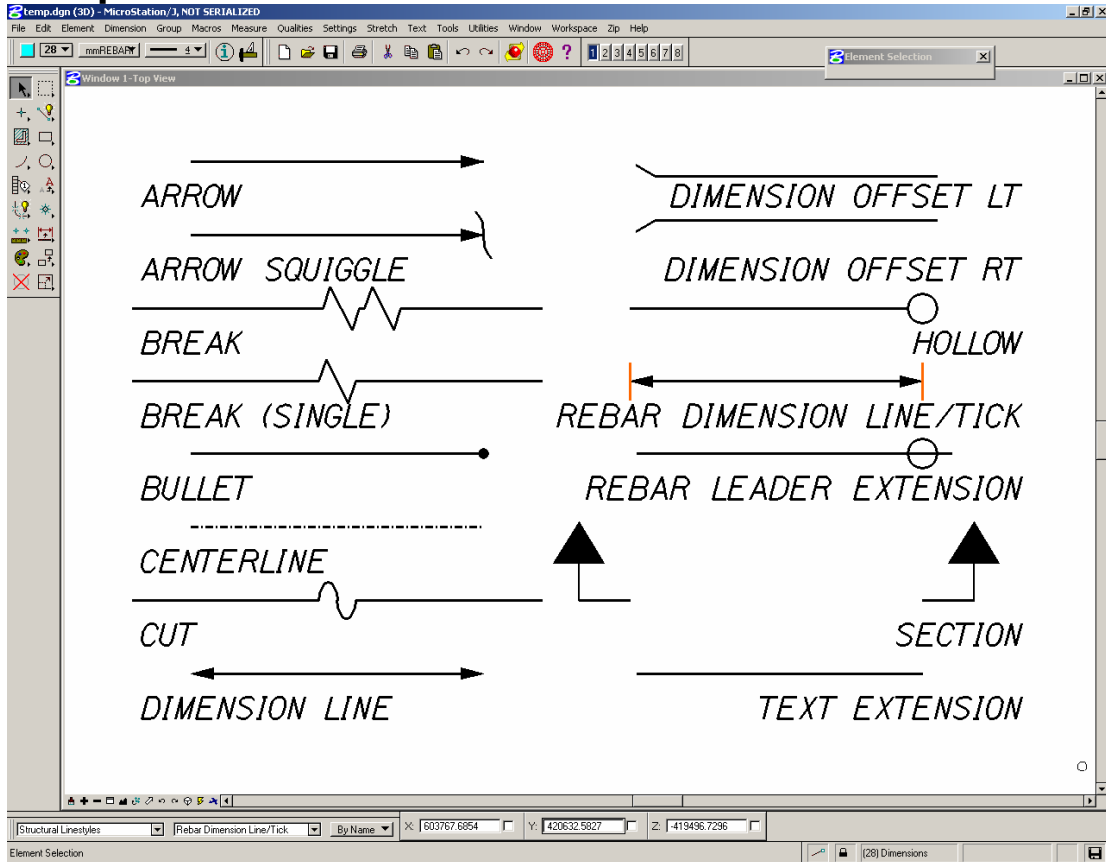 temp.dgn (3D) - MicroStation/J, NOT SERIALIZED
File Edit Element Dimension Group Macros Measure Qualities Settings Stretch Text Tools Utilities Window Workspace Zip Help
28 mmREBART 4 1 2 3 4 5 6 7 8
Element Selection
Window 1-Top View
ARROW
DIMENSION OFFSET LT
ARROW SQUIGGLE
DIMENSION OFFSET RT
BREAK
HOLLOW
BREAK (SINGLE)
REBAR DIMENSION LINE/TICK
BULLET
REBAR LEADER EXTENSION
CENTERLINE
CUT
SECTION
DIMENSION LINE
TEXT EXTENSION
Structural Linestyles Rebar Dimension Line/Tick By Name X: 603767.6854 Y: 420632.5827 Z: -419496.7296
Element Selection (28) Dimensions